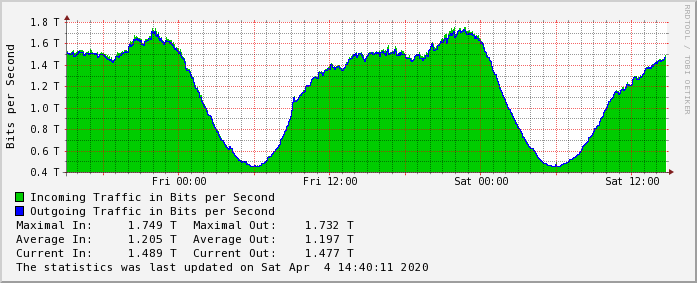 1.8 T
1.6 T
1.4 T
1.2 T
1.0 T
0.8 T
0.6 T
0.4 T
Bits per Second
RRDTOOL / TOBI OETIKER
Fri 00:00 Fri 12:00 Sat 00:00 Sat 12:00
Incoming Traffic in Bits per Second
Outgoing Traffic in Bits per Second
Maximal In: 1.749 T Maximal Out: 1.732 T
Average In: 1.205 T Average Out: 1.197 T
Current In: 1.489 T Current Out: 1.477 T
The statistics was last updated on Sat Apr 4 14:40:11 2020